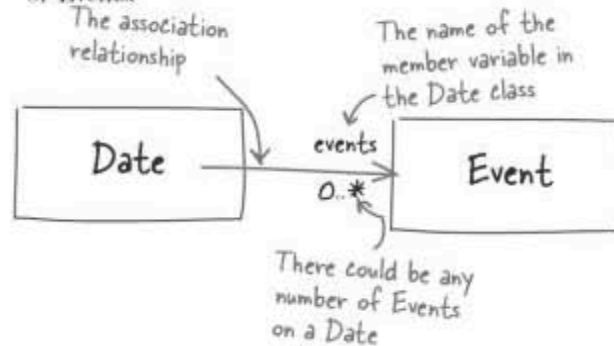 The association
relationship
The name of the
member variable in
the Date class
Date
events
0..*
Event
There could be any
number of Events
on a Date